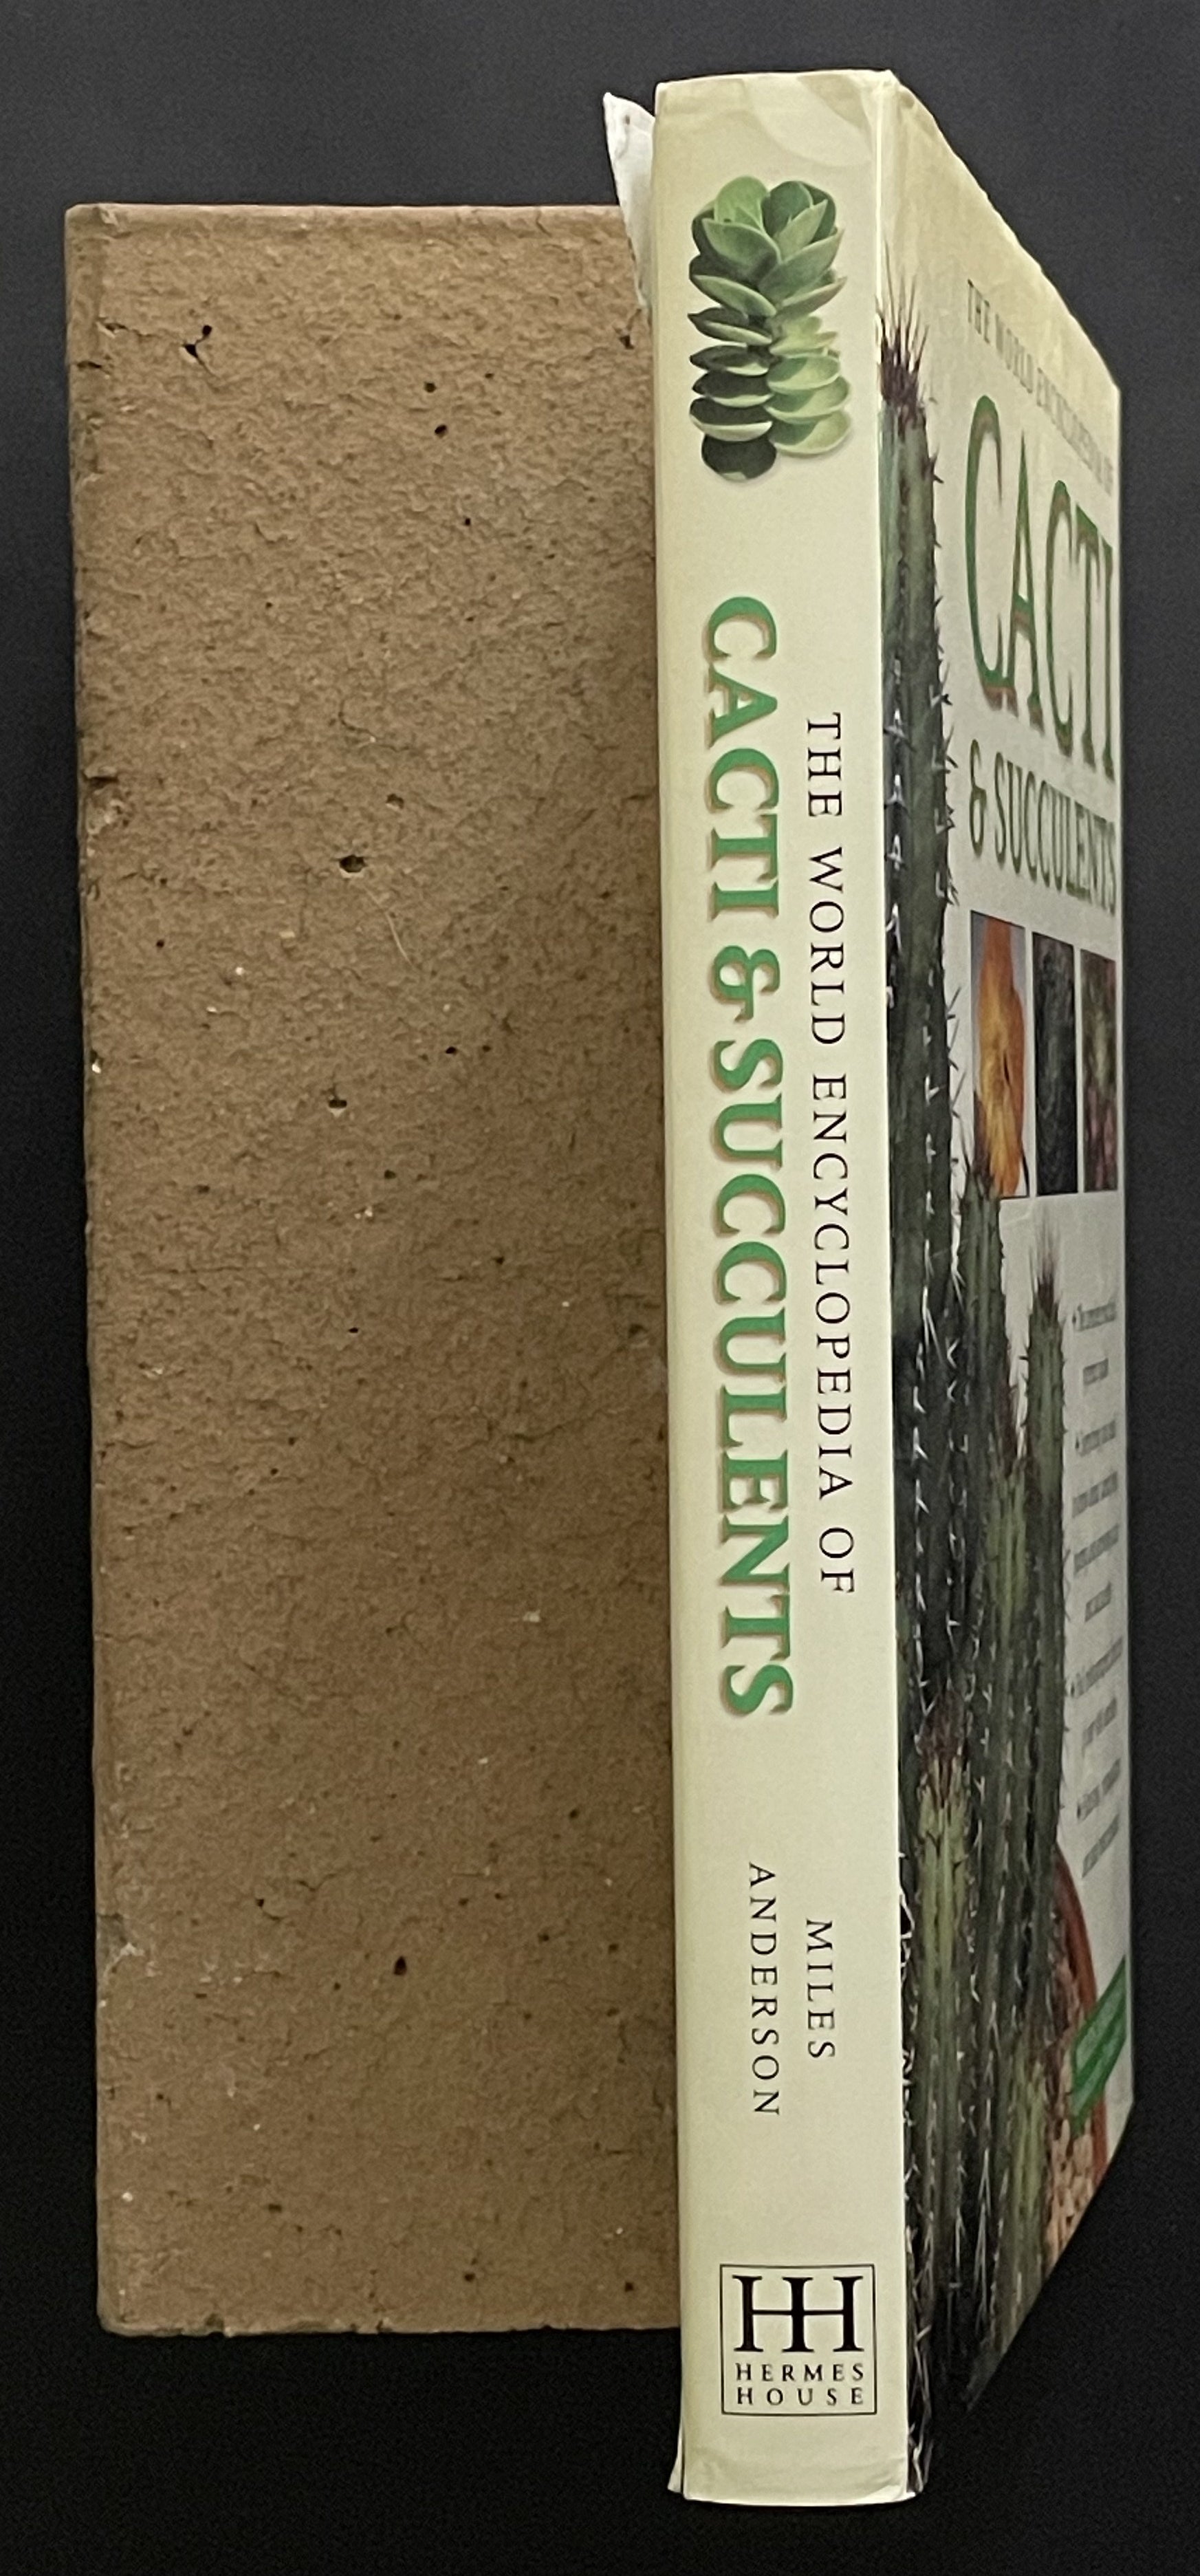 THE WORLD ENCYCLOPEDIA OF
CACTI & SUCCULENTS
MILES
ANDERSON
HH
HERMES
HOUSE
THE WORLD ENCYCLOPEDIA OF
CACTI
& SUCCULENTS